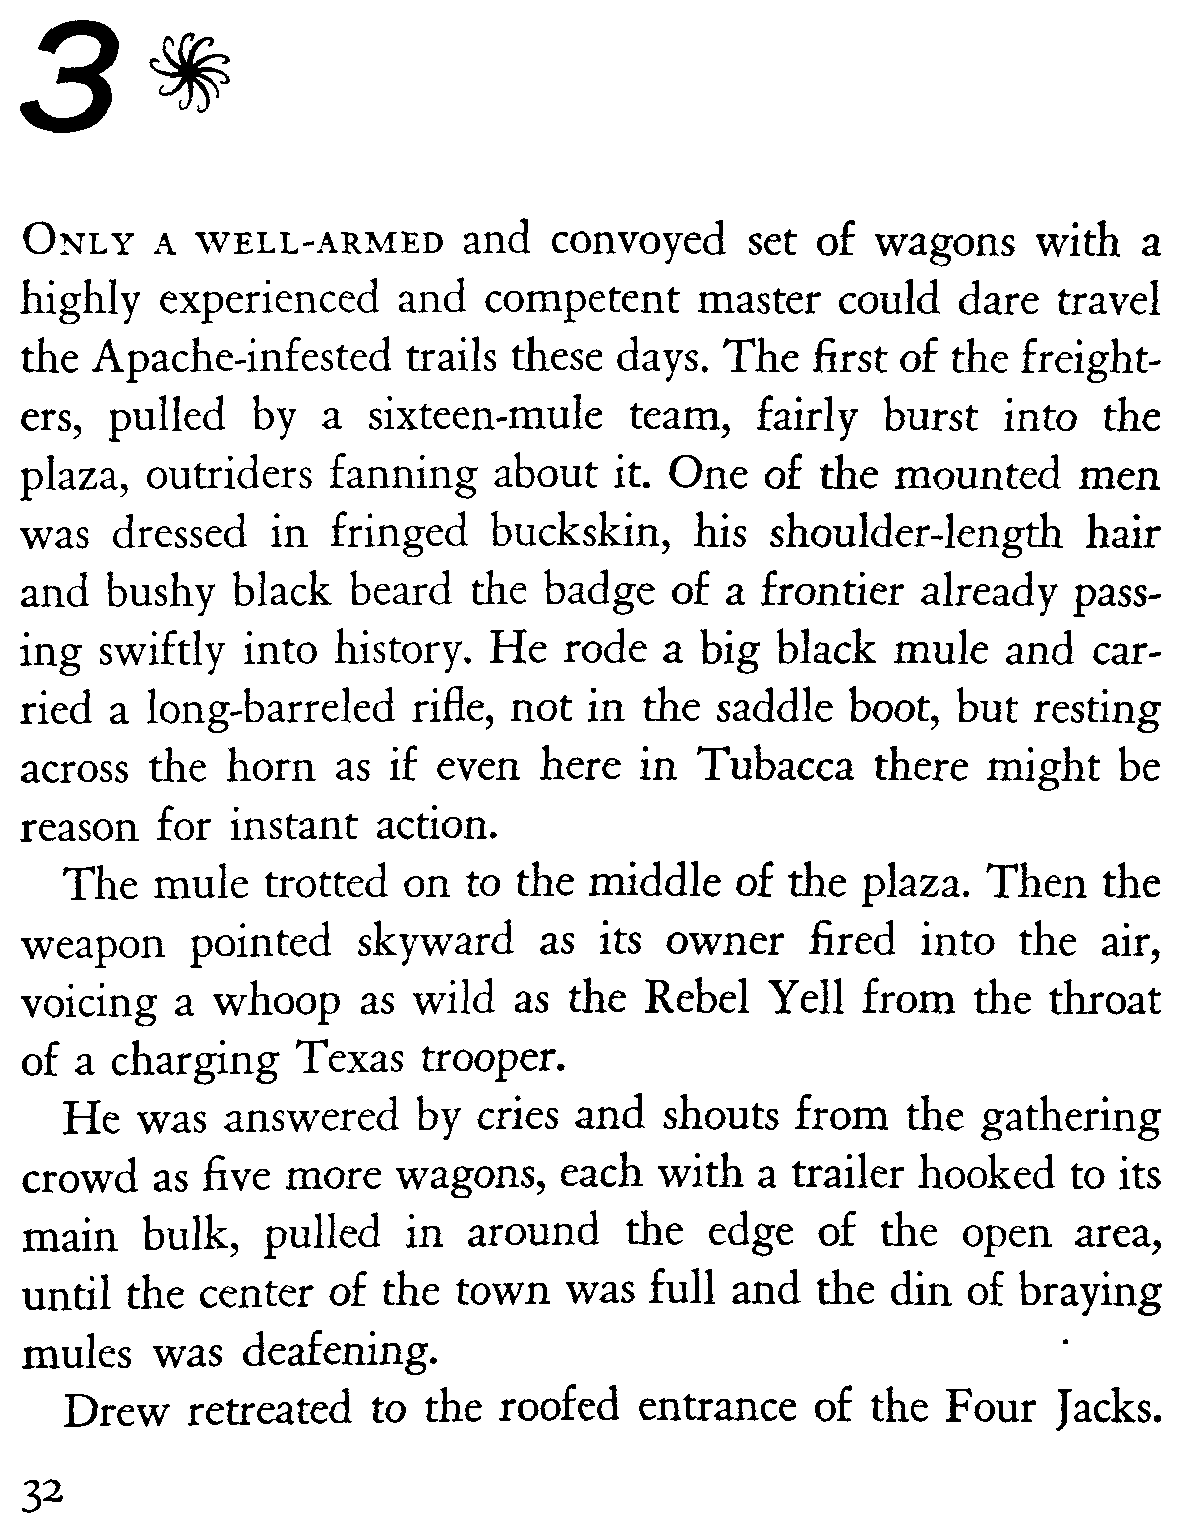 3
ONLY A WELL-ARMED and convoyed set of wagons with a
highly experienced and competent master could dare travel
the Apache-infested trails these days. The first of the freight-
ers, pulled by a sixteen-mule team, fairly burst into the
plaza, outriders fanning about it. One of the mounted men
was dressed in fringed buckskin, his shoulder-length hair
and bushy black beard the badge of a frontier already pass-
ing swiftly into history. He rode a big black mule and car-
ried a long-barreled rifle, not in the saddle boot, but resting
across the horn as if even here in Tubacca there might be
reason for instant action.
The mule trotted on to the middle of the plaza. Then the
weapon pointed skyward as its owner fired into the air,
voicing a whoop as wild as the Rebel Yell from the throat
of a charging Texas trooper.
He was answered by cries and shouts from the gathering
crowd as five more wagons, each with a trailer hooked to its
main bulk, pulled in around the edge of the open area,
until the center of the town was full and the din of braying
mules was deafening.
Drew retreated to the roofed entrance of the Four Jacks.
32